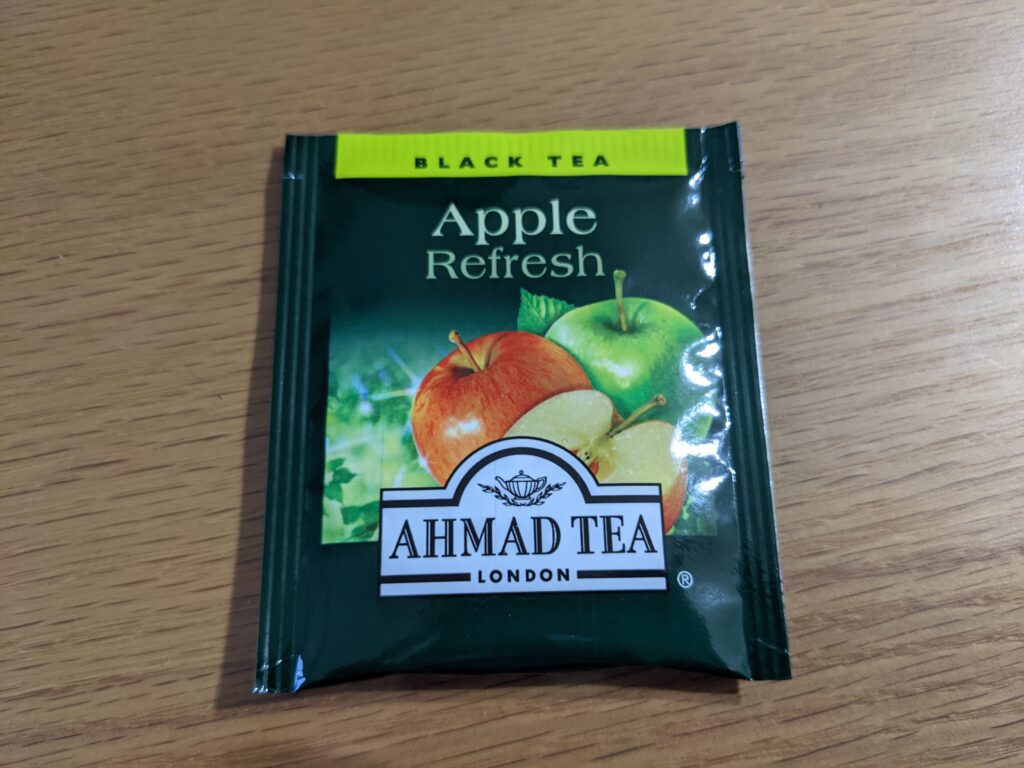 BLACK TEA
Apple
Refresh
AHMAD TEA
LONDON
®